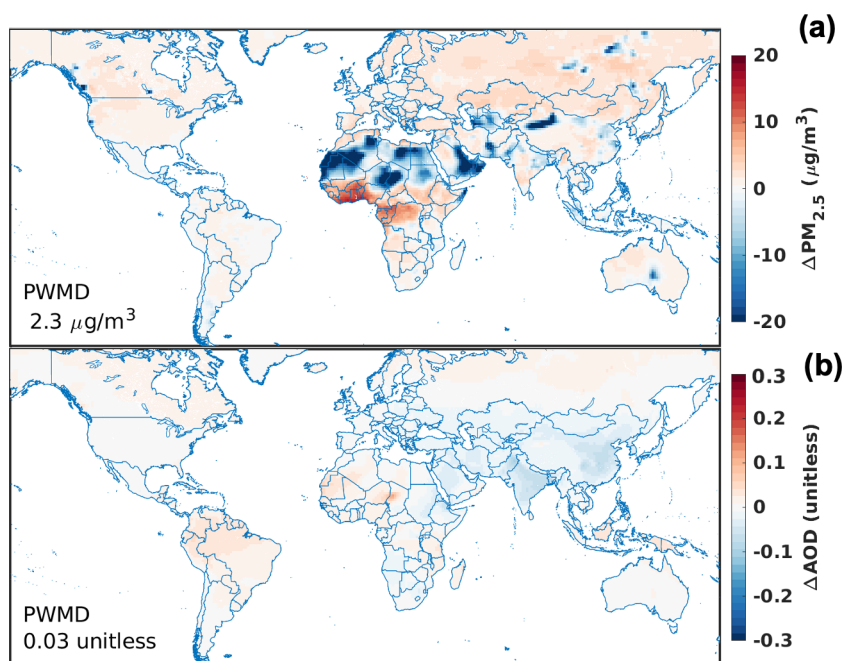 (a)
20
10
0
-10
-20
ΔPM2.5 (μg/m³)
PWMD
2.3 μg/m³
(b)
0.3
0.2
0.1
0
-0.1
-0.2
-0.3
ΔAOD (unitless)
PWMD
0.03 unitless